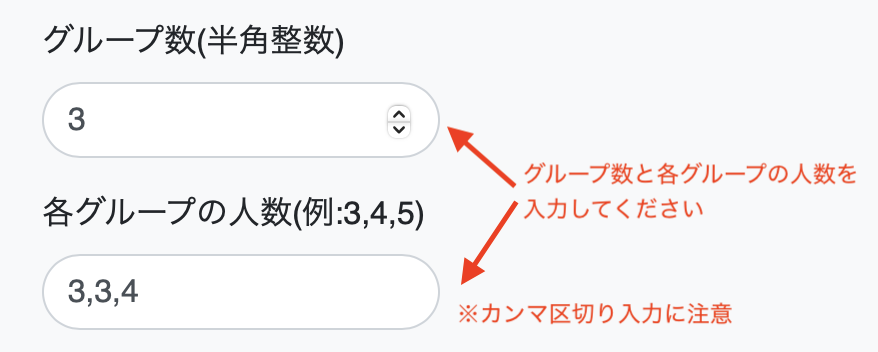 グループ数(半角整数)
3
グループ数と各グループの人数を
入力してください
各グループの人数(例:3,4,5)
3,3,4
※カンマ区切り入力に注意